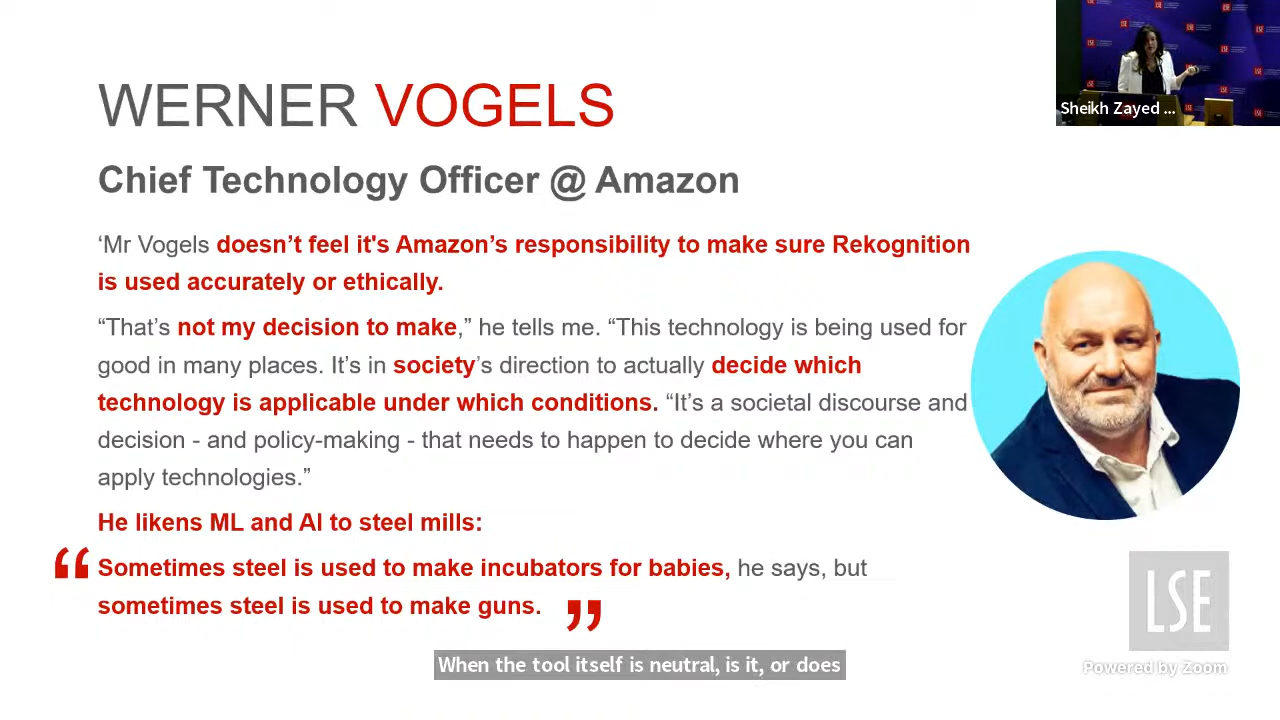 WERNER VOGELS
Chief Technology Officer @ Amazon
‘Mr Vogels doesn’t feel it's Amazon’s responsibility to make sure Rekognition
is used accurately or ethically.
“That’s not my decision to make,” he tells me. “This technology is being used for
good in many places. It’s in society’s direction to actually decide which
technology is applicable under which conditions. “It’s a societal discourse and
decision - and policy-making - that needs to happen to decide where you can
apply technologies.”
He likens ML and AI to steel mills:
“ Sometimes steel is used to make incubators for babies, he says, but
sometimes steel is used to make guns. ”
When the tool itself is neutral, is it, or does
Sheikh Zayed ...
LSE
Powered by Zoom